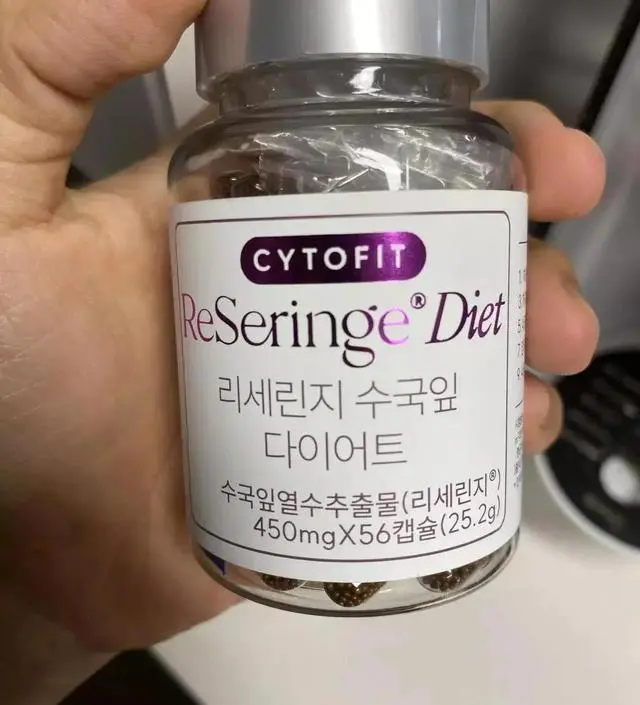 CYTOFIT
ReSeringe® Diet
리세린지 수국잎
다이어트
수국잎열수추출물(리세린지®)
450mgX56캡슐(25.2g)